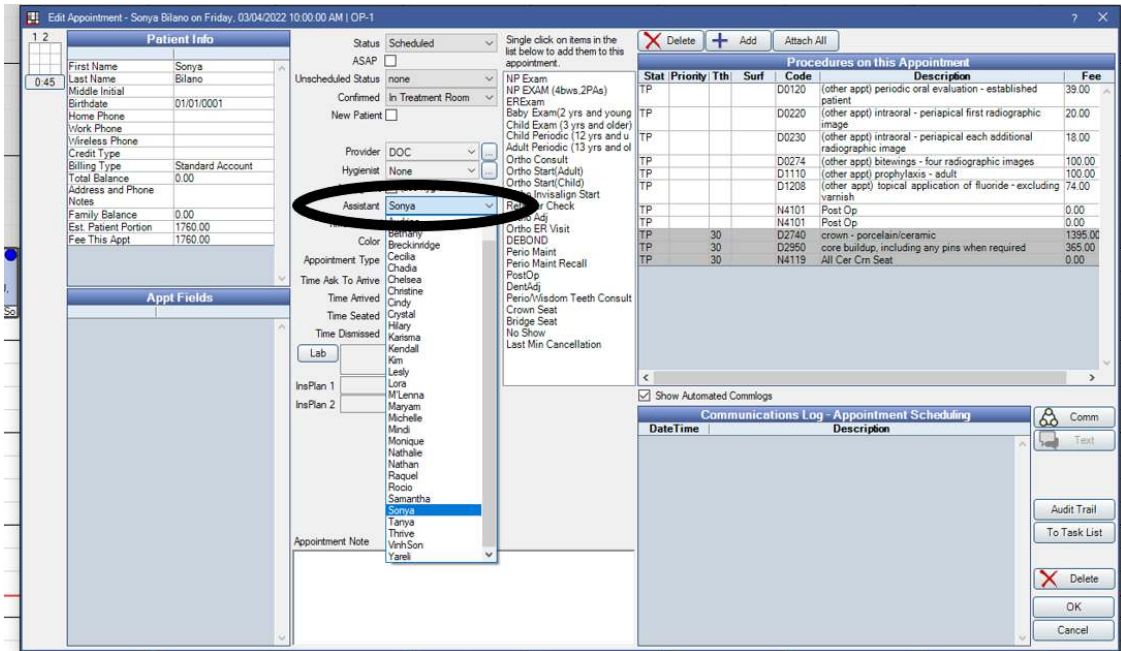 Edit Appointment - Sonya Bilano on Friday, 03/04/2022 10:00:00 AM | OP-1
? X
1 2
0:45
Patient Info
First Name Sonya
Last Name Bilano
Middle Initial
Birthdate 01/01/0001
Home Phone
Work Phone
Wireless Phone
Credit Type
Billing Type Standard Account
Total Balance 0.00
Address and Phone
Notes
Family Balance 0.00
Est. Patient Portion 1760.00
Fee This Appt 1760.00
Appt Fields
Status Scheduled
ASAP
Unscheduled Status none
Confirmed In Treatment Room
New Patient
Provider DOC ...
Hygienist None ...
Assistant Sonya
Color
Appointment Type
Time Ask To Arrive
Time Arrived
Time Seated
Time Dismissed
Lab
InsPlan 1
InsPlan 2
Bethany
Breckinridge
Cecilia
Chadia
Chelsea
Christine
Cindy
Crystal
Hilary
Karisma
Kendall
Kim
Lesly
Lora
M'Lenna
Maryam
Michelle
Mindi
Monique
Nathalie
Nathan
Raquel
Rocio
Samantha
Sonya
Tanya
Thrive
VinhSon
Yareli
Appointment Note
Single click on items in the
list below to add them to this
appointment.
NP Exam
NP EXAM (4bws,2PAs)
ERExam
Baby Exam(2 yrs and young
Child Exam (3 yrs and older)
Child Periodic (12 yrs and u
Adult Periodic (13 yrs and ol
Ortho Consult
Ortho Start(Adult)
Ortho Start(Child)
Invisalign Start
Check
Adj
Ortho ER Visit
DEBOND
Perio Maint
Perio Maint Recall
PostOp
DentAdj
Perio/Wisdom Teeth Consult
Crown Seat
Bridge Seat
No Show
Last Min Cancellation
Delete Add Attach All
Procedures on this Appointment
Stat Priority Tth Surf Code Description Fee
TP D0120 (other appt) periodic oral evaluation - established 39.00
patient
TP D0220 (other appt) intraoral - periapical first radiographic 20.00
image
TP D0230 (other appt) intraoral - periapical each additional 18.00
radiographic image
TP D0274 (other appt) bitewings - four radiographic images 100.00
TP D1110 (other appt) prophylaxis - adult 100.00
TP D1208 (other appt) topical application of fluoride - excluding 74.00
varnish
TP N4101 Post Op 0.00
TP N4101 Post Op 0.00
TP 30 D2740 crown - porcelain/ceramic 1395.00
TP 30 D2950 core buildup, including any pins when required 365.00
TP 30 N4119 All Cer Crn Seat 0.00
Show Automated Commlogs
Communications Log - Appointment Scheduling
DateTime Description
Comm
Text
Audit Trail
To Task List
Delete
OK
Cancel